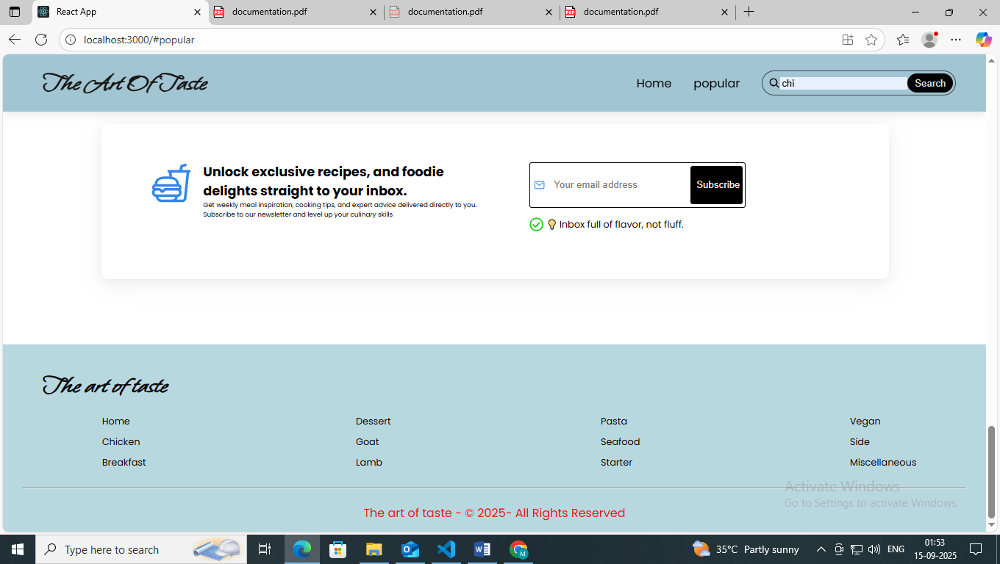 React App
documentation.pdf
documentation.pdf
documentation.pdf
localhost:3000/#popular
The Art Of Taste
Home
popular
chi
Search
Unlock exclusive recipes, and foodie
delights straight to your inbox.
Get weekly meal inspiration, cooking tips, and expert advice delivered directly to you.
Subscribe to our newsletter and level up your culinary skills
Your email address
Subscribe
Inbox full of flavor, not fluff.
The art of taste
Home
Dessert
Pasta
Vegan
Chicken
Goat
Seafood
Side
Breakfast
Lamb
Starter
Miscellaneous
Activate Windows
Go to Settings to activate Windows.
The art of taste - © 2025- All Rights Reserved
Type here to search
35°C Partly sunny
ENG
01:53
15-09-2025